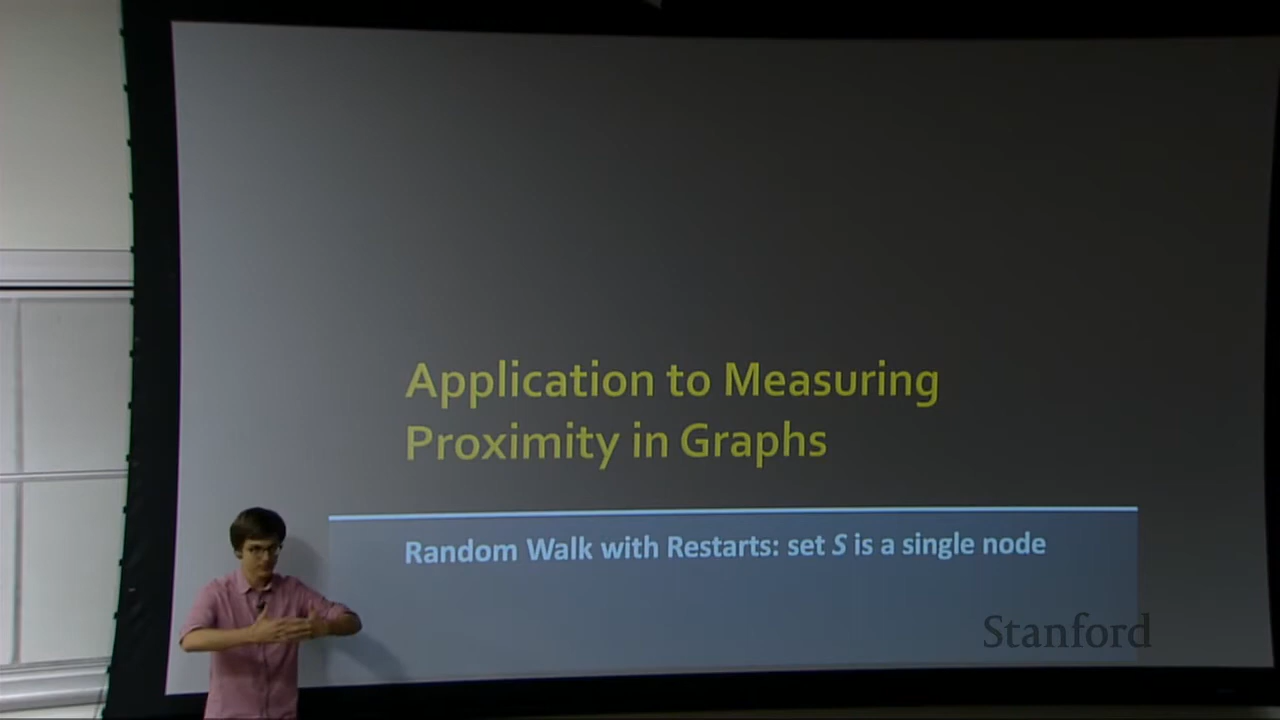 Application to Measuring
Proximity in Graphs
Random Walk with Restarts: set S is a single node
Stanford